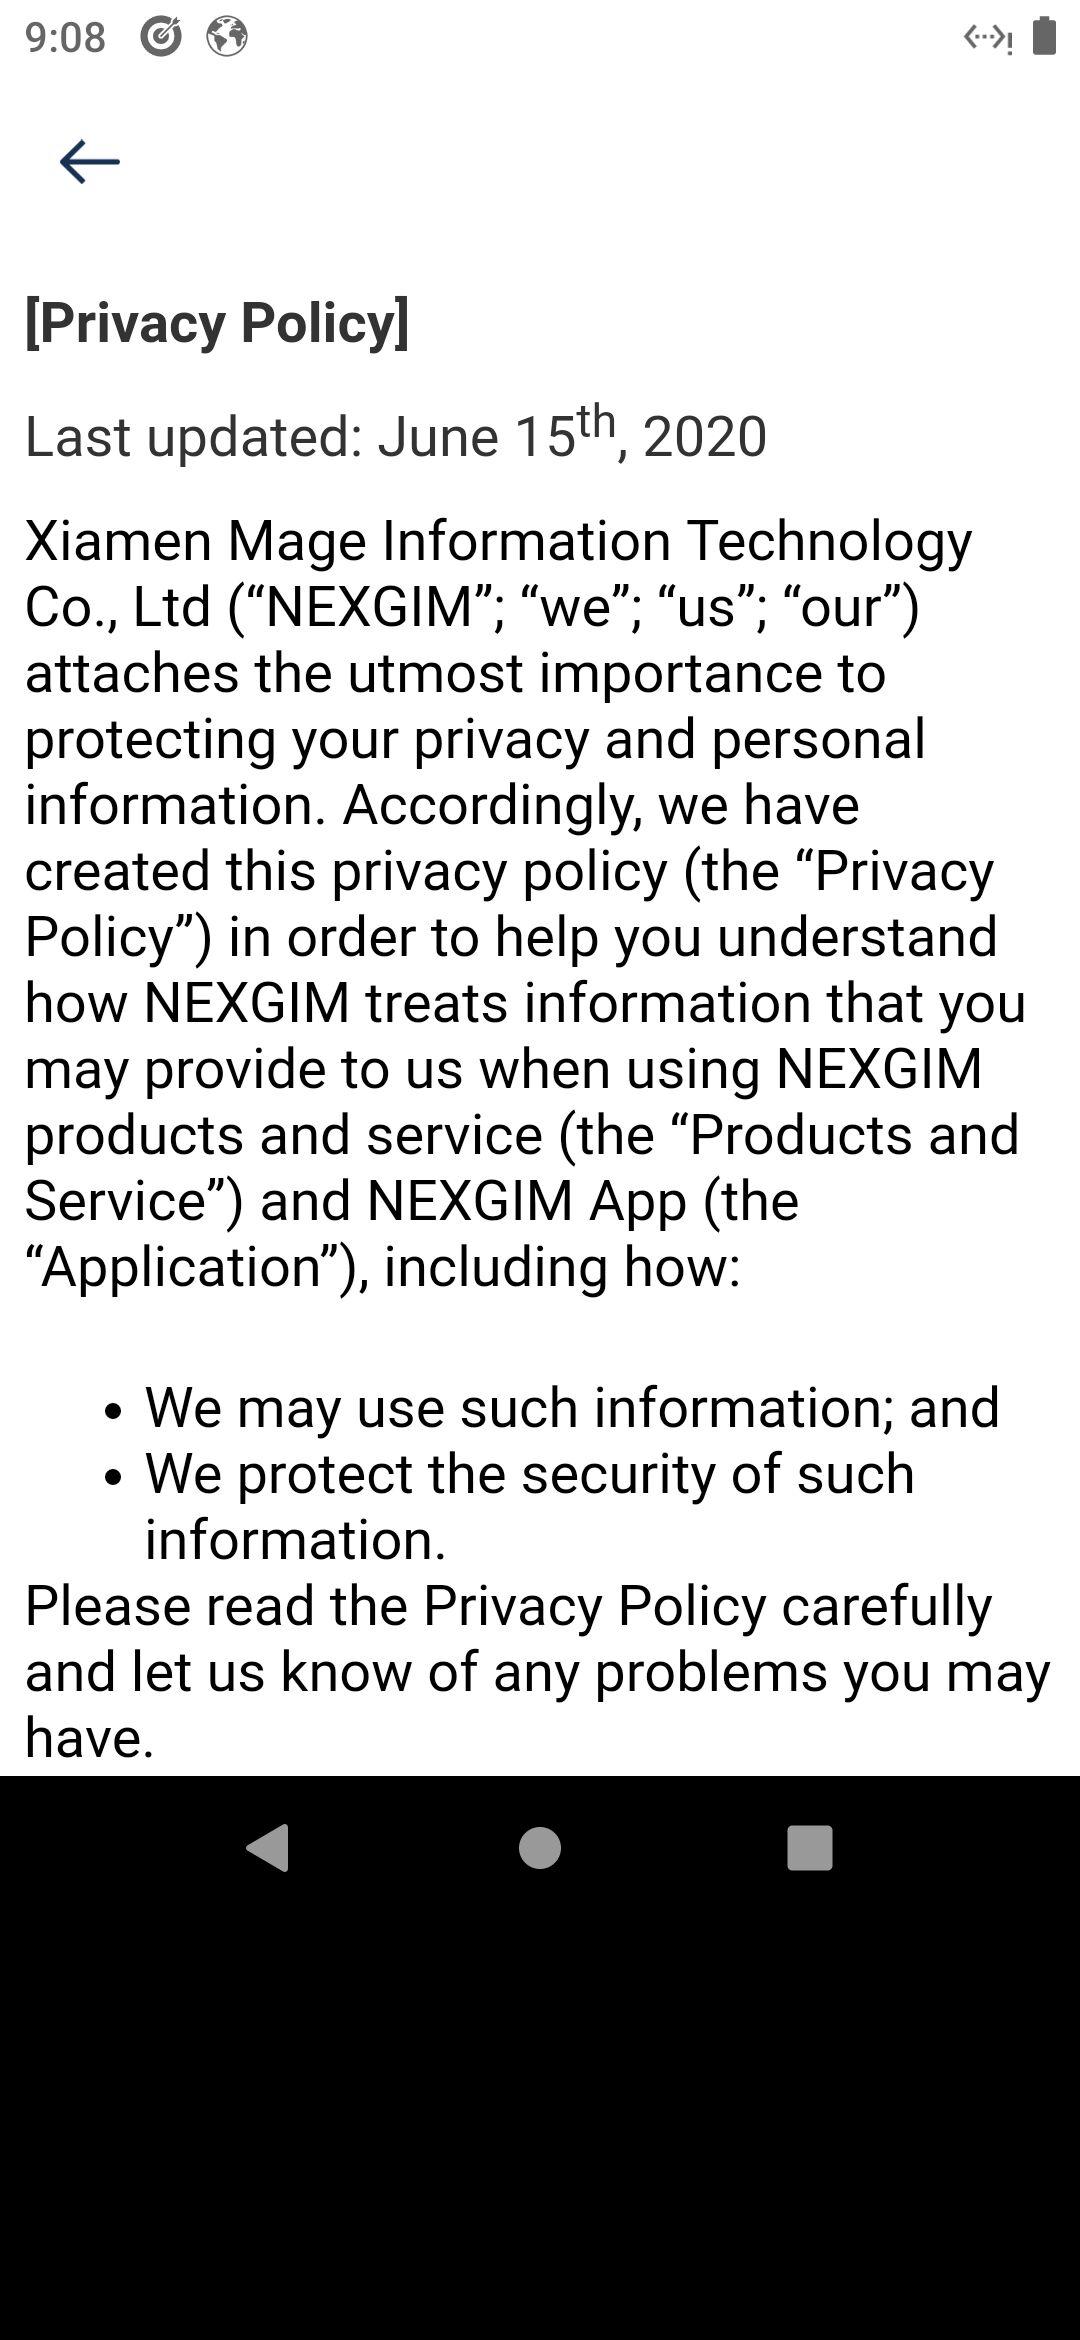 9:08
[Privacy Policy]
Last updated: June 15th, 2020
Xiamen Mage Information Technology
Co., Ltd (“NEXGIM”; “we”; “us”; “our”)
attaches the utmost importance to
protecting your privacy and personal
information. Accordingly, we have
created this privacy policy (the “Privacy
Policy”) in order to help you understand
how NEXGIM treats information that you
may provide to us when using NEXGIM
products and service (the “Products and
Service”) and NEXGIM App (the
“Application”), including how:
• We may use such information; and
• We protect the security of such
information.
Please read the Privacy Policy carefully
and let us know of any problems you may
have.